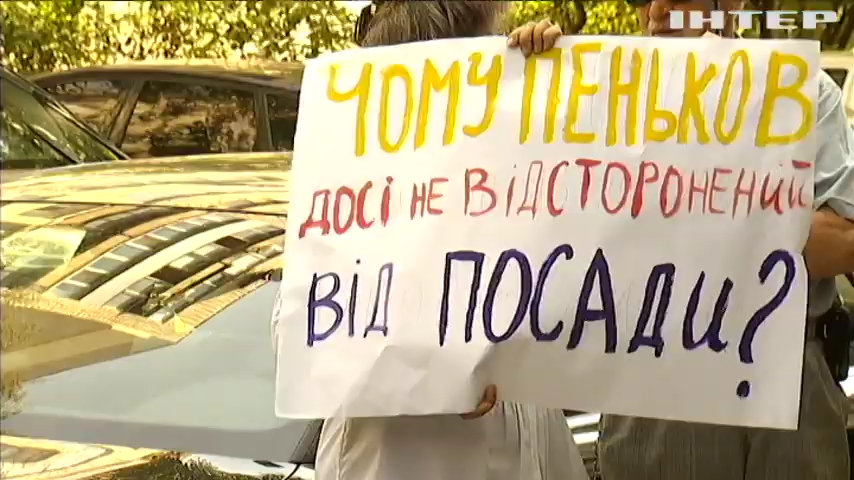 ІНТЕР
ЧОМУ ПЕНЬКОВ
ДОСІ НЕ ВІДСТОРОНЕНИЙ
ВІД ПОСАДИ?